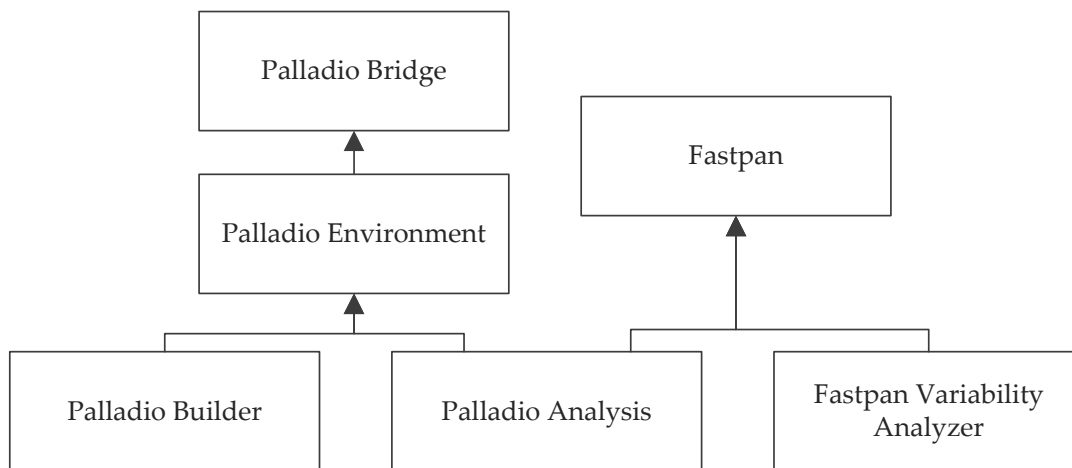 Palladio Bridge
Fastpan
Palladio Environment
Palladio Builder
Palladio Analysis
Fastpan Variability
Analyzer